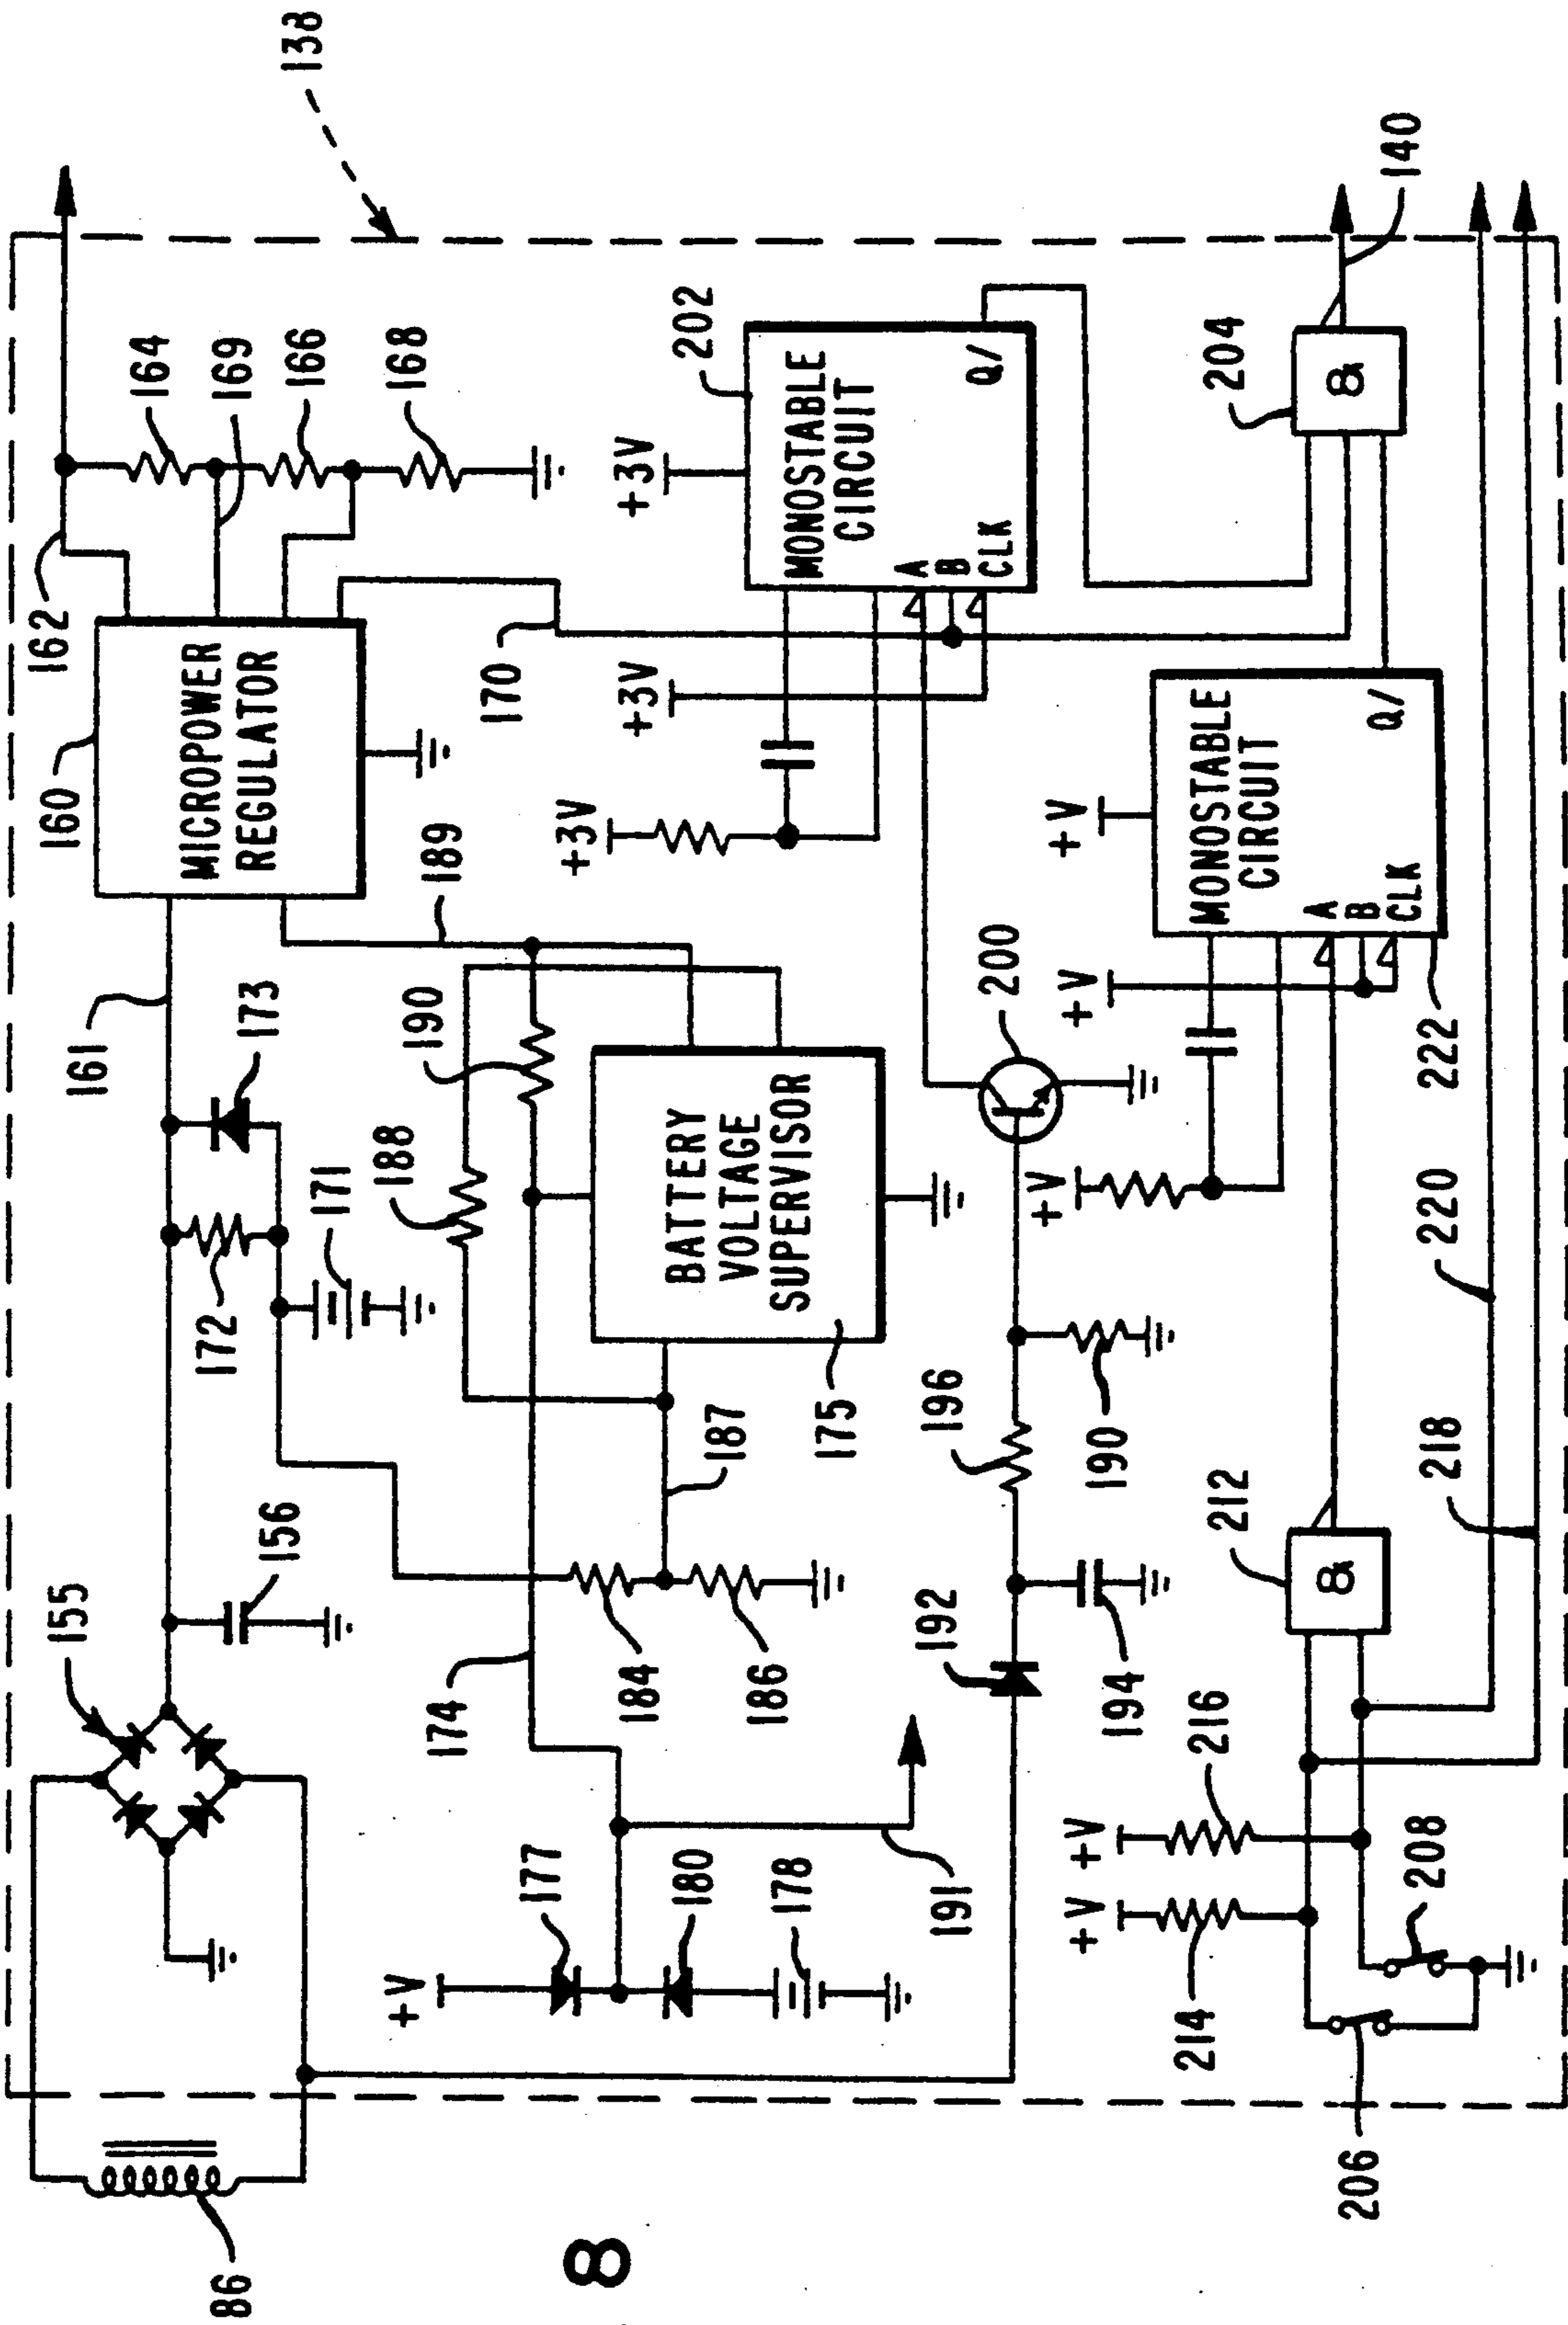 138
162
160
MICROPOWER
REGULATOR
164
169
166
168
161
173
172
171
156
155
86
170
189
190
188
202
+3V
+3V
+3V
MONOSTABLE
CIRCUIT
A
B
CLK
Q/
BATTERY
VOLTAGE
SUPERVISOR
175
187
184
186
174
177
180
178
+V
191
200
196
190
192
194
204
&
140
+V
+V
+V
MONOSTABLE
CIRCUIT
A
B
CLK
Q/
222
220
218
212
&
216
214
+V
+V
208
206
8